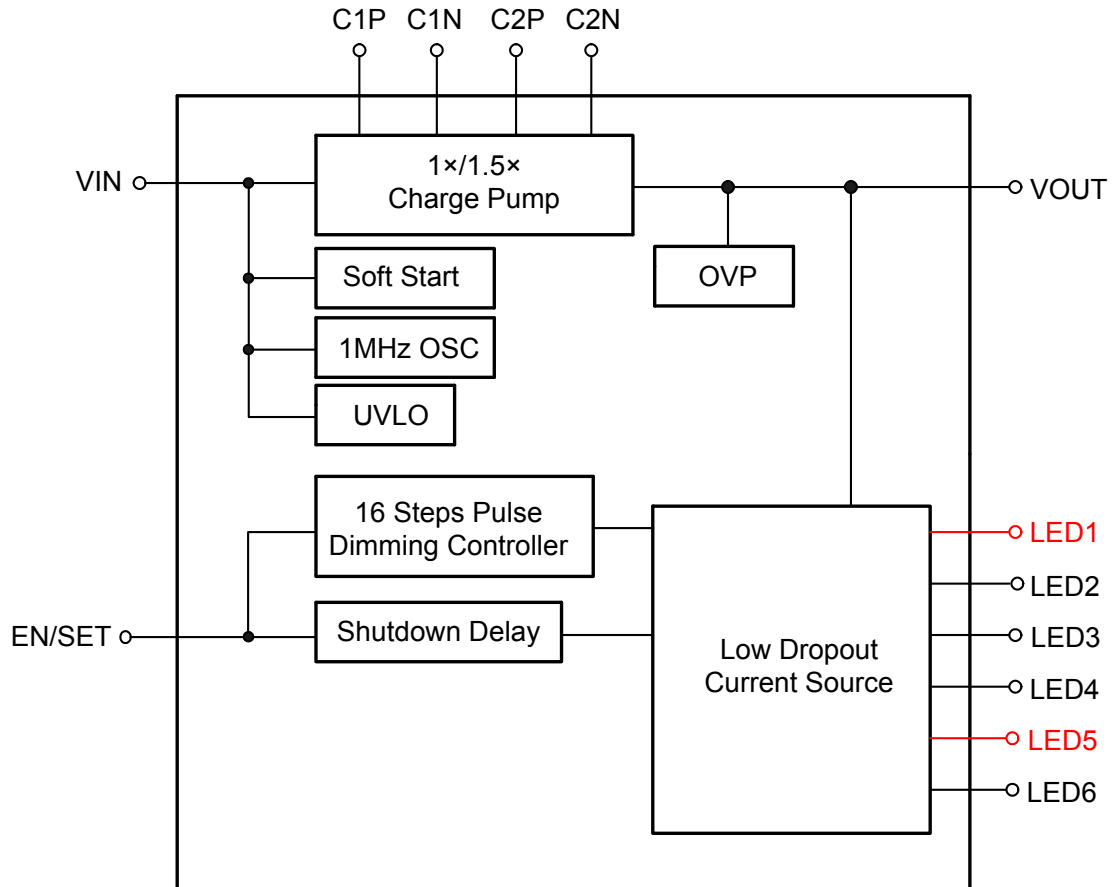 C1P C1N C2P C2N
VIN
1×/1.5×
Charge Pump
VOUT
Soft Start
OVP
1MHz OSC
UVLO
16 Steps Pulse
Dimming Controller
EN/SET
Shutdown Delay
Low Dropout
Current Source
LED1
LED2
LED3
LED4
LED5
LED6